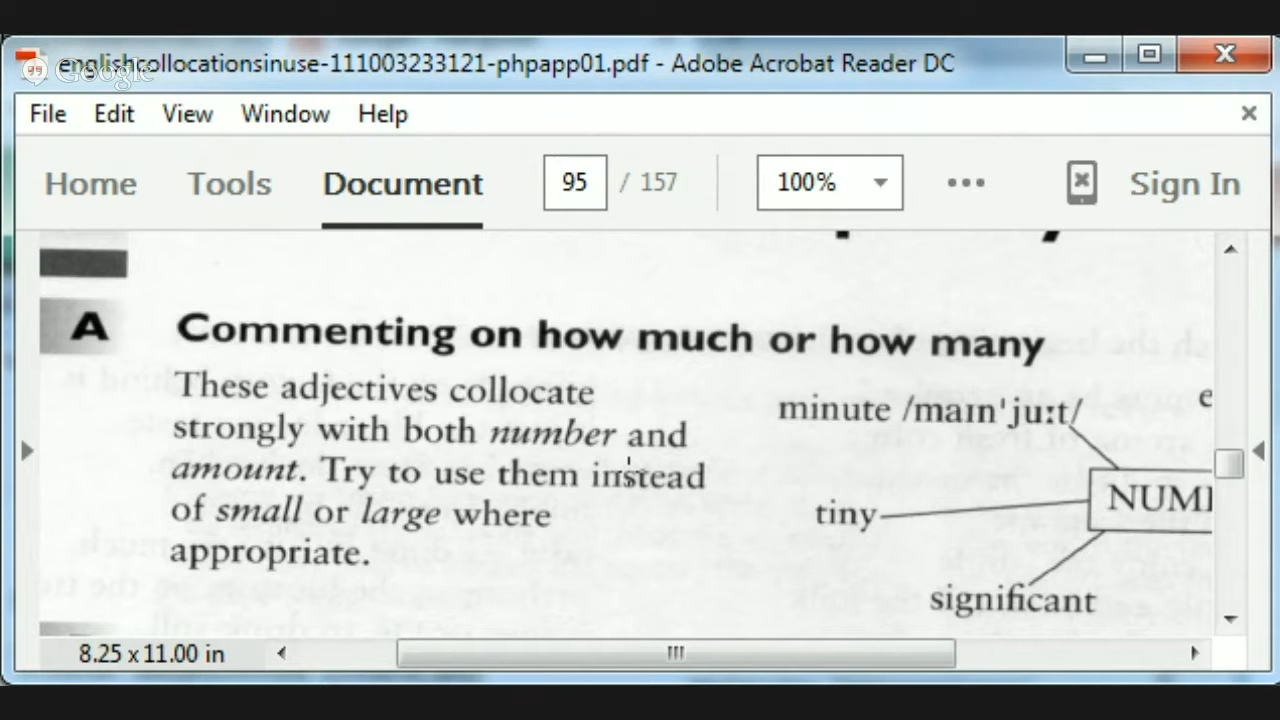 englishcollocationsinuse-111003233121-phpapp01.pdf - Adobe Acrobat Reader DC
Google
File Edit View Window Help
Home Tools Document 95 / 157 100% Sign In
A Commenting on how much or how many
These adjectives collocate
strongly with both number and
amount. Try to use them instead
of small or large where
appropriate.
minute /maɪnˈjuːt/
tiny
significant
8.25 x 11.00 in